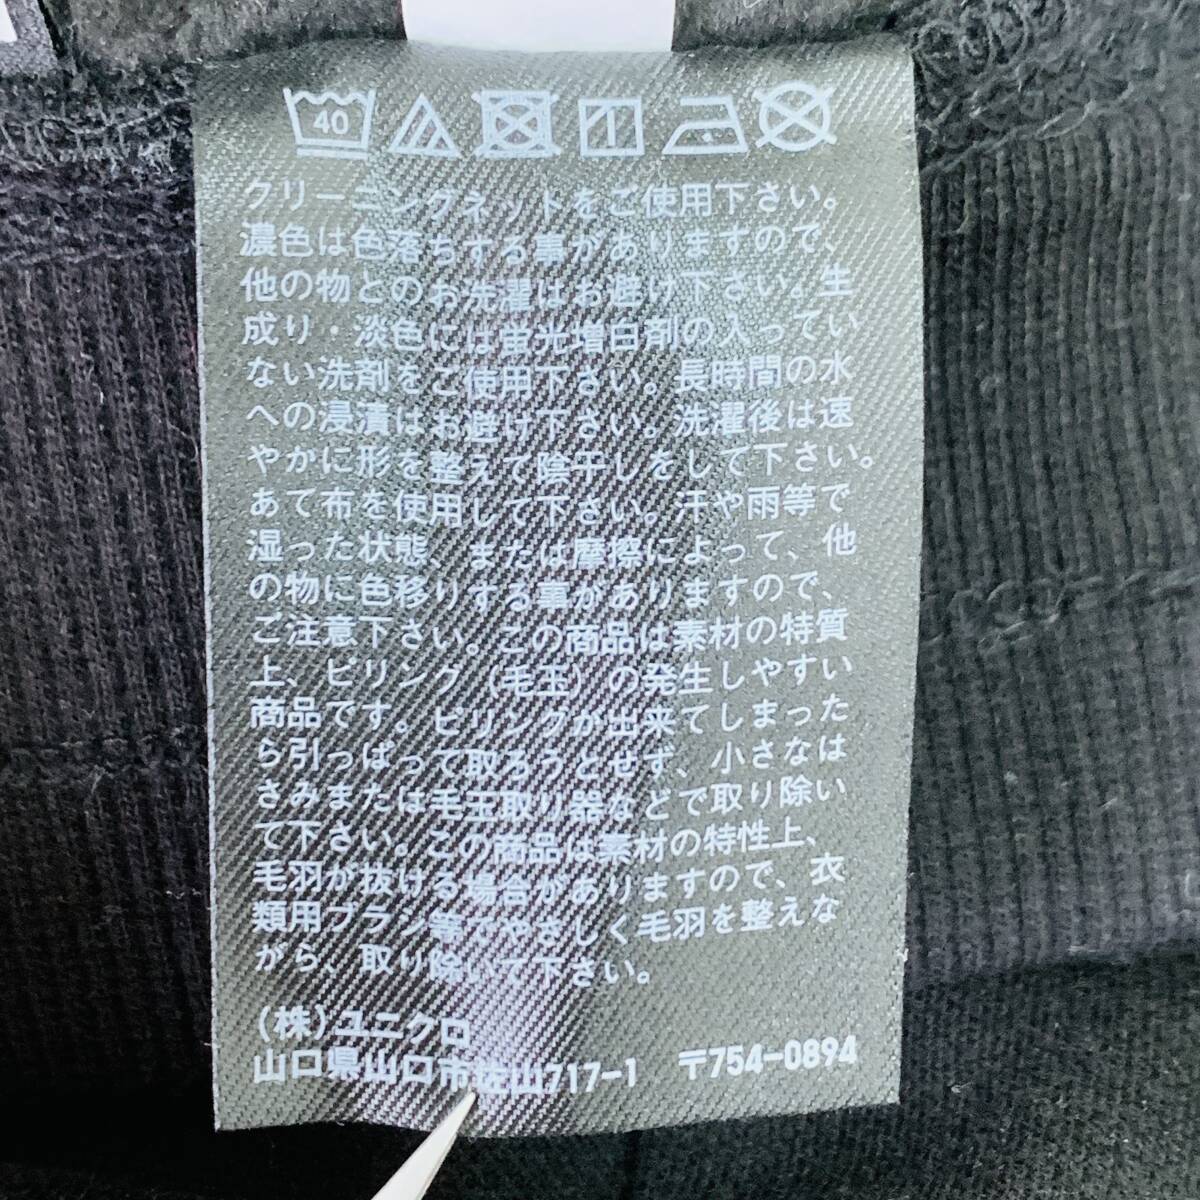 40
クリーニングネットをご使用下さい。
濃色は色落ちする事がありますので、
他の物とのお洗濯はお避け下さい。生
成り・淡色には蛍光増白剤の入ってい
ない洗剤をご使用下さい。長時間の水
への浸漬はお避け下さい。洗濯後は速
やかに形を整えて陰干しをして下さい。
あて布を使用して下さい。汗や雨等で
湿った状態、または摩擦によって、他
の物に色移りする事がありますので、
ご注意下さい。この商品は素材の特質
上、ピリング(毛玉)の発生しやすい
商品です。ピリングが出来てしまった
ら引っぱって取ろうとせず、小さなは
さみまたは毛玉取り器などで取り除い
て下さい。この商品は素材の特性上、
毛羽が抜ける場合がありますので、衣
類用ブラシ等でやさしく毛羽を整えな
がら、取り除いて下さい。
(株)ユニクロ
山口県山口市佐山717-1 〒754-0894